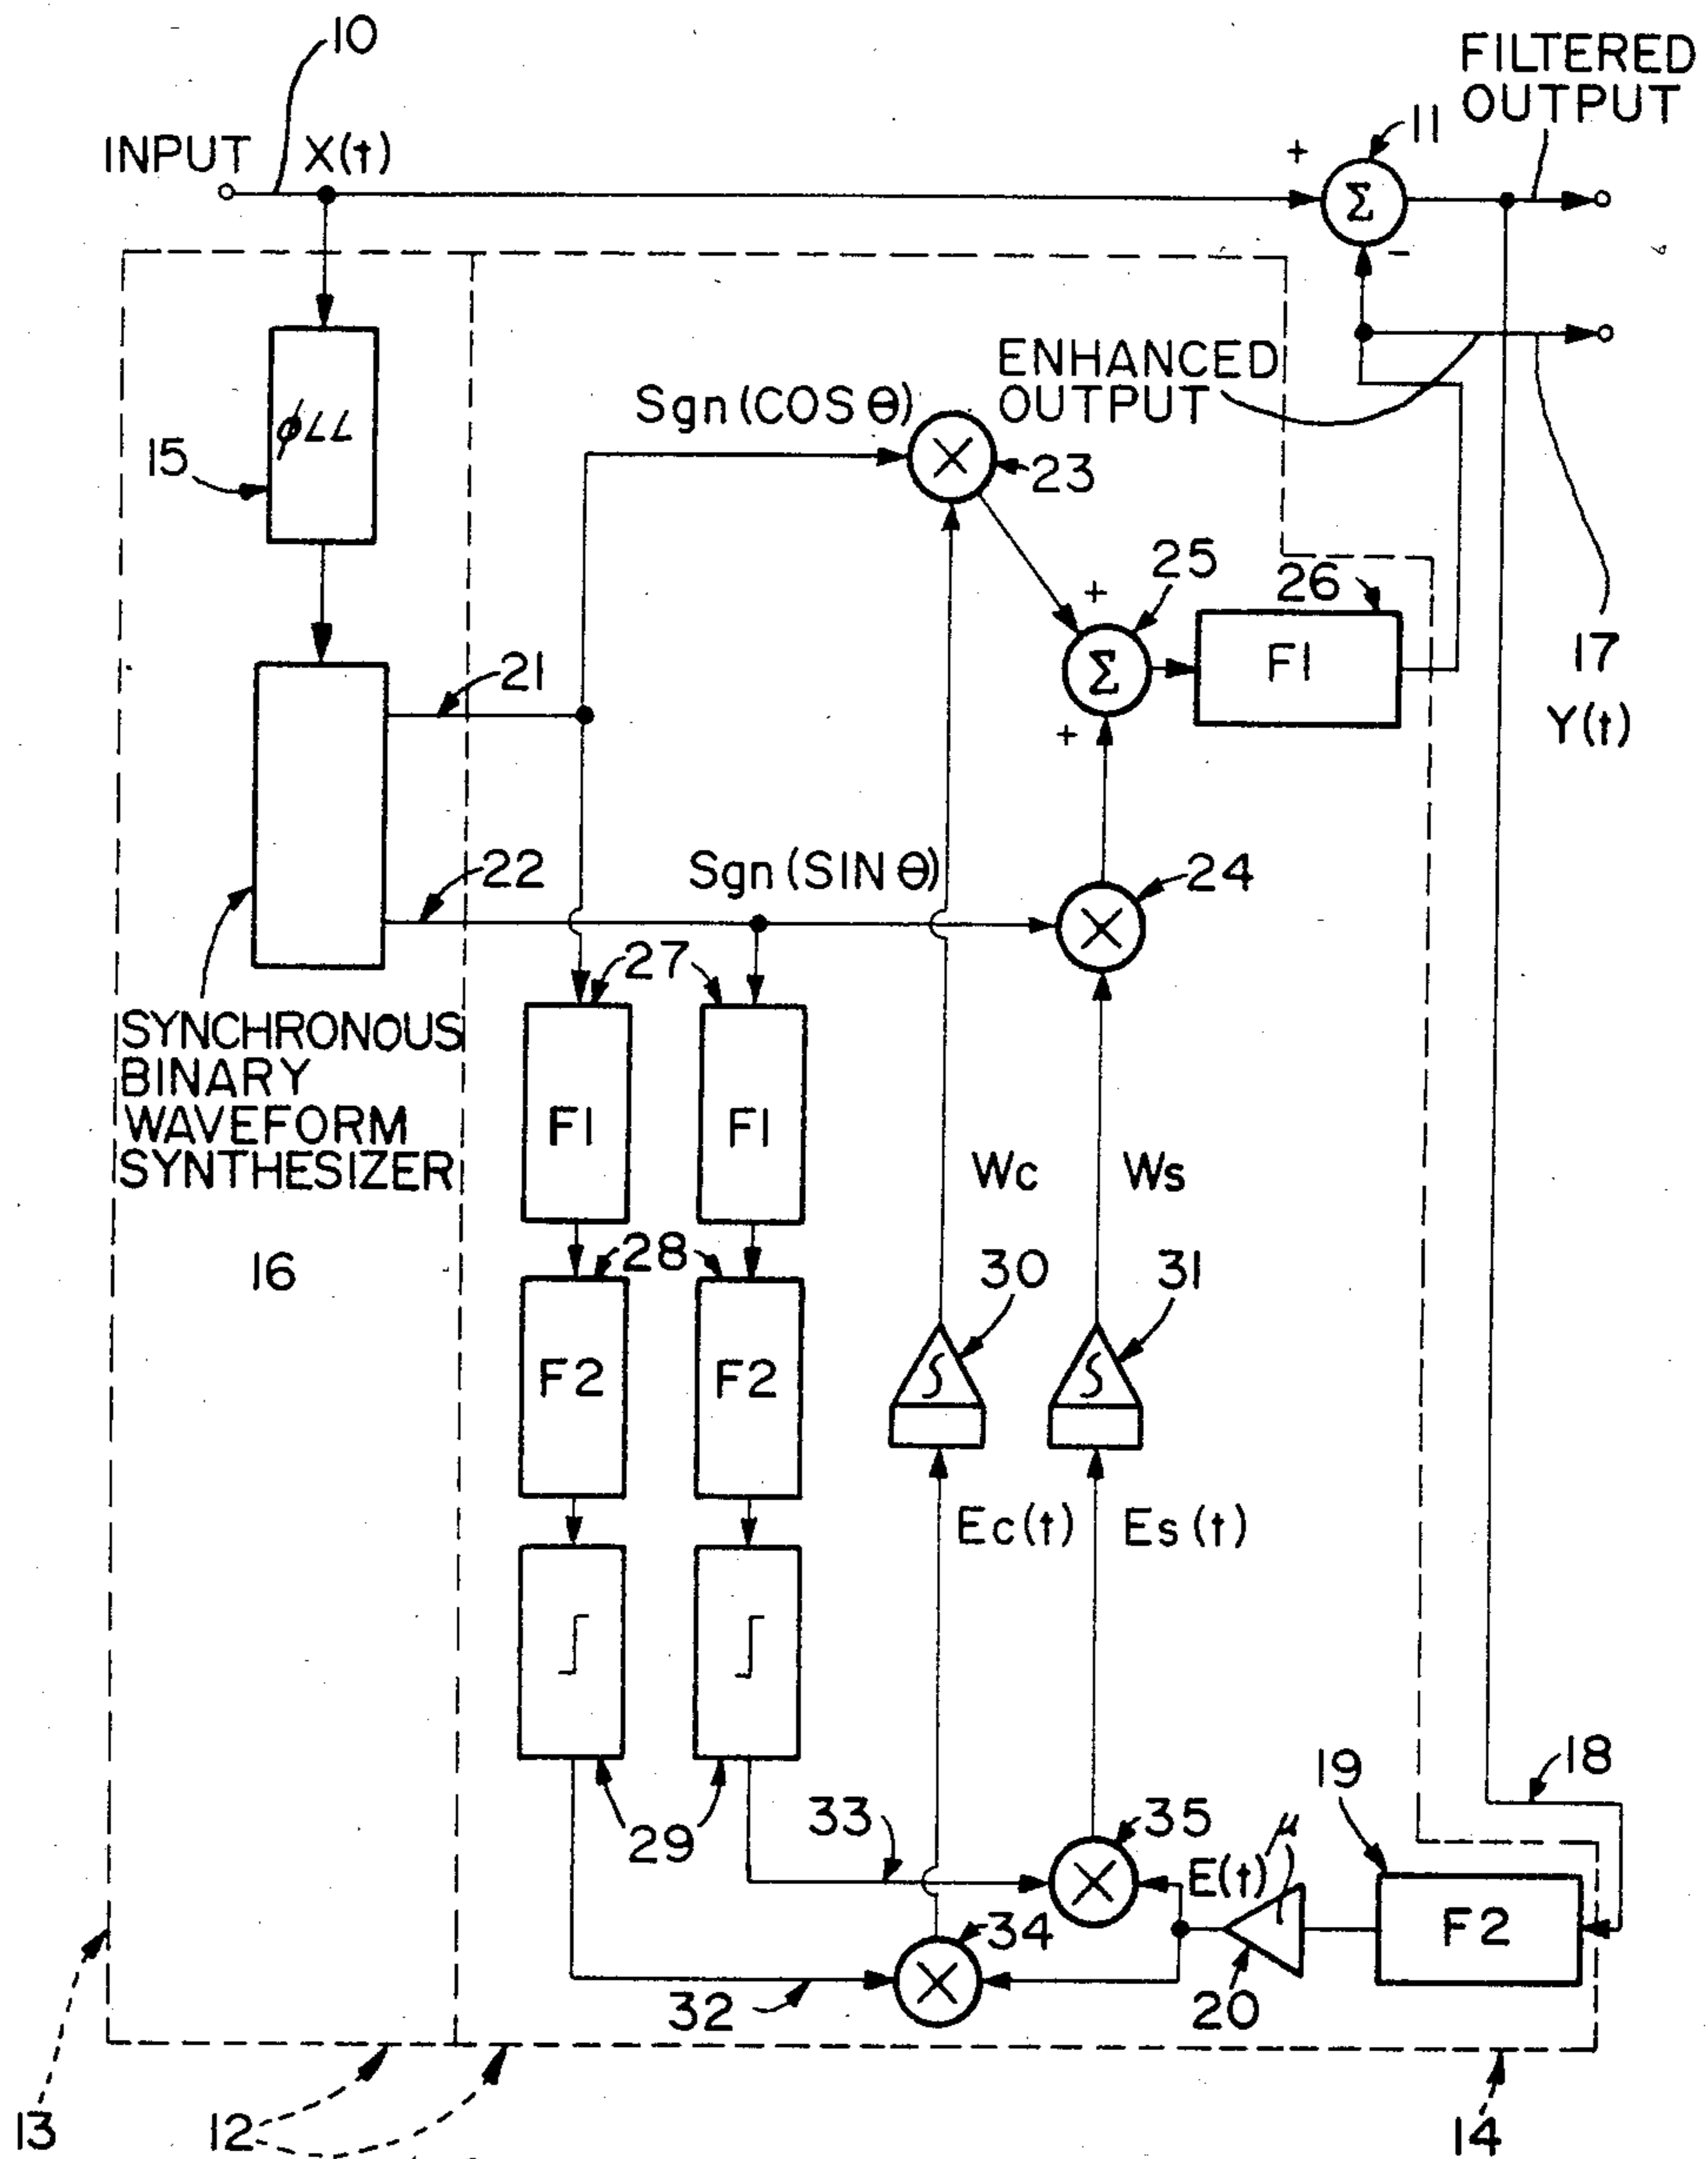 10
FILTERED
OUTPUT
11
INPUT X(t)
+
Σ
−
ENHANCED
OUTPUT
Sgn (COS θ)
ϕLL
15
23
25
+
26
Σ
F1
17
Y(t)
21
+
22
Sgn (SIN θ)
24
27
SYNCHRONOUS
BINARY
WAVEFORM
SYNTHESIZER
F1
F1
Wc
Ws
16
28
30
31
F2
F2
Ec(t)
Es(t)
18
19
33
35
μ
29
E(t)
F2
34
32
20
13
12
14